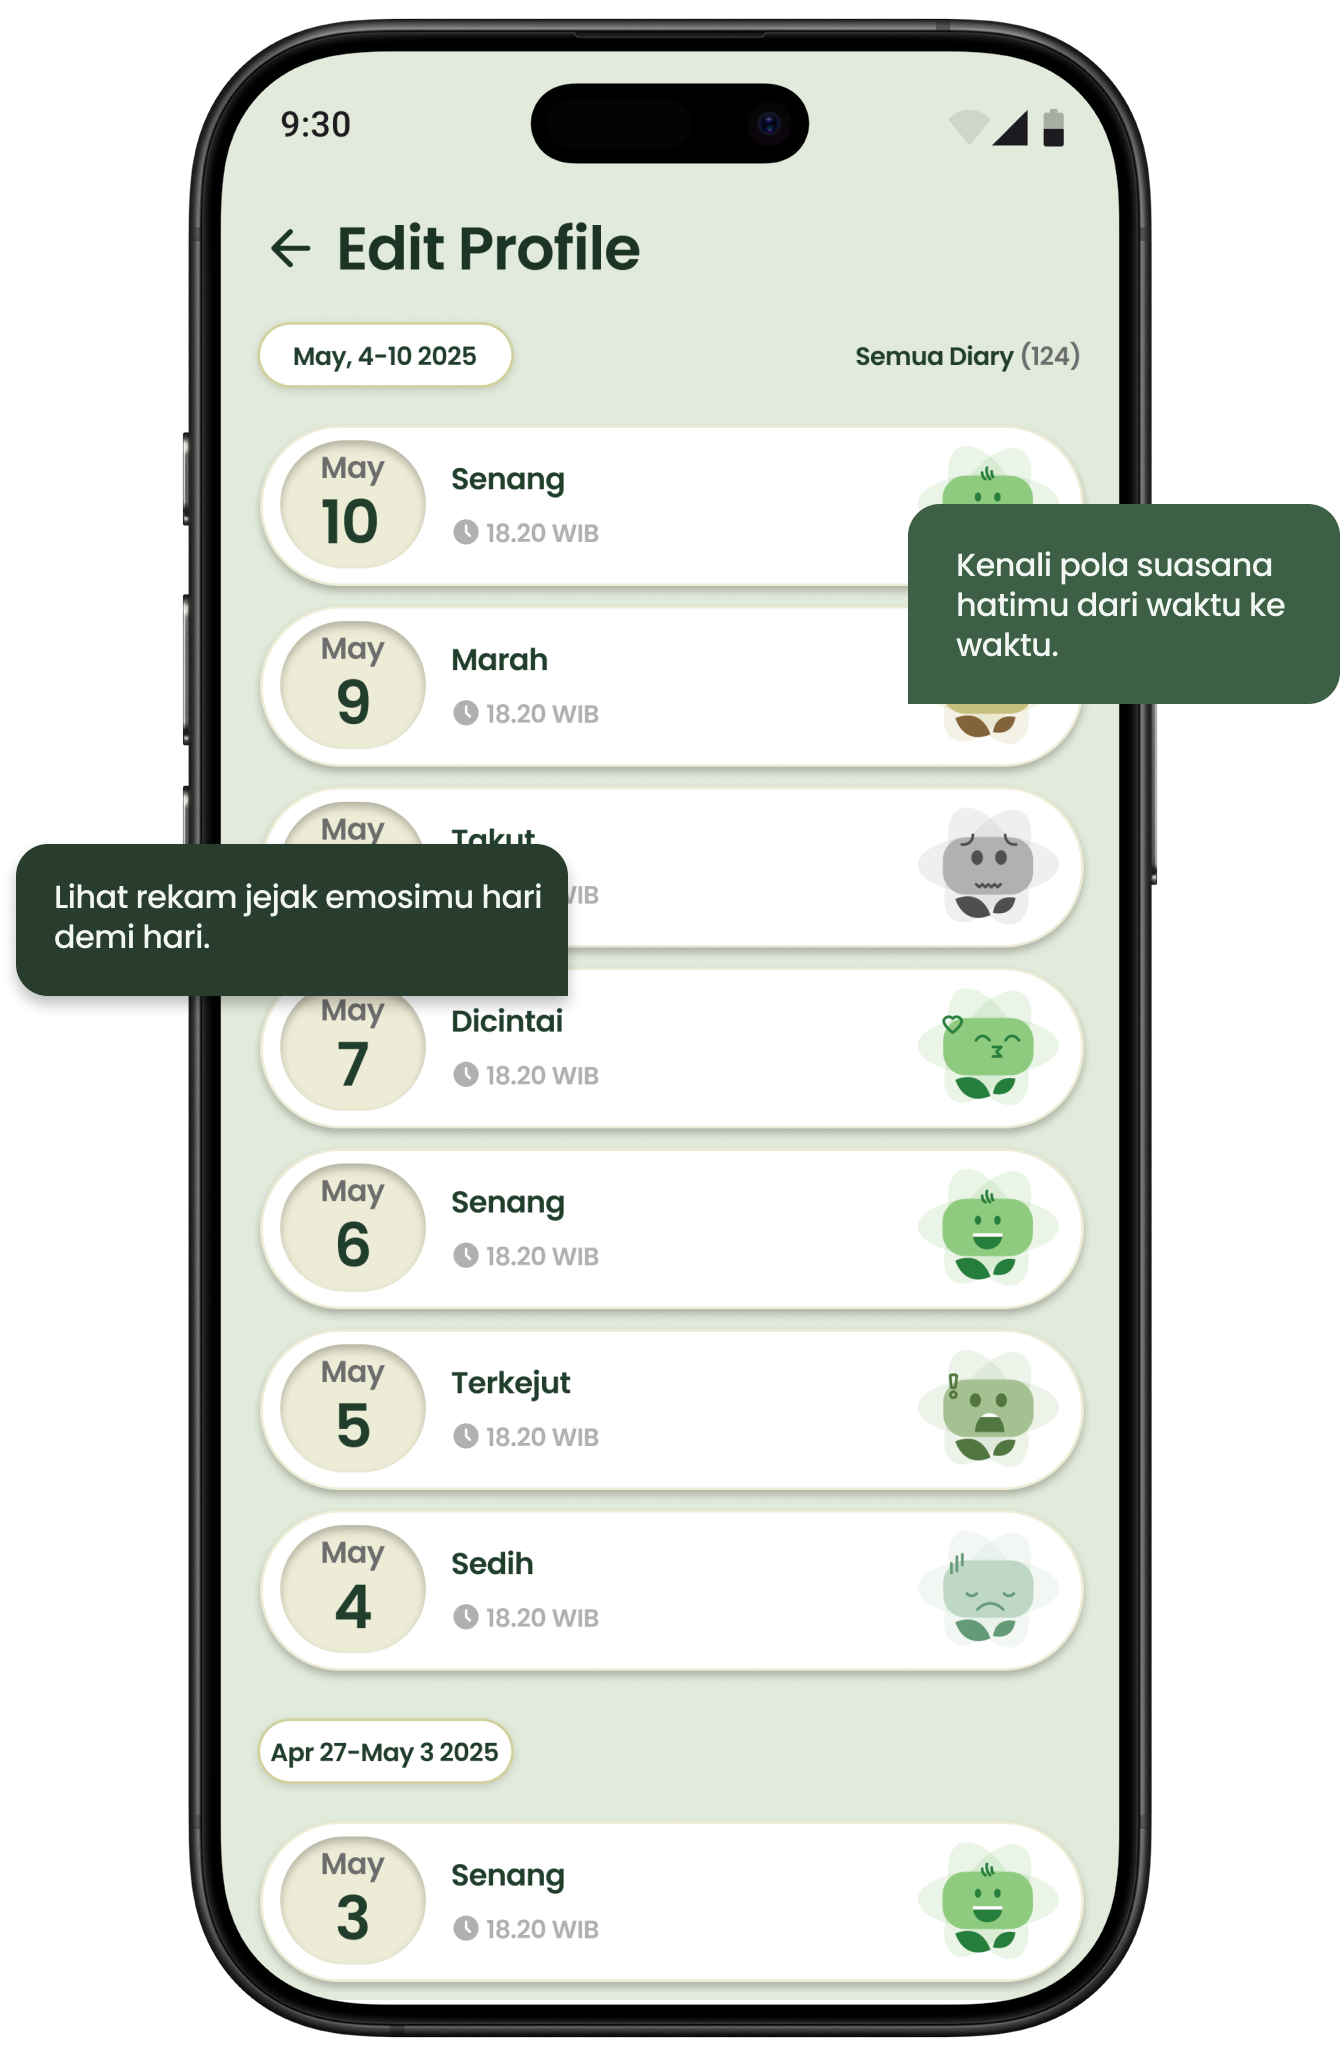 9:30
Edit Profile
May, 4-10 2025
Semua Diary (124)
May
10
Senang
18.20 WIB
Kenali pola suasana
hatimu dari waktu ke
waktu.
May
9
Marah
18.20 WIB
May
Takut
WIB
Lihat rekam jejak emosimu hari
demi hari.
May
7
Dicintai
18.20 WIB
May
6
Senang
18.20 WIB
May
5
Terkejut
18.20 WIB
May
4
Sedih
18.20 WIB
Apr 27-May 3 2025
May
3
Senang
18.20 WIB